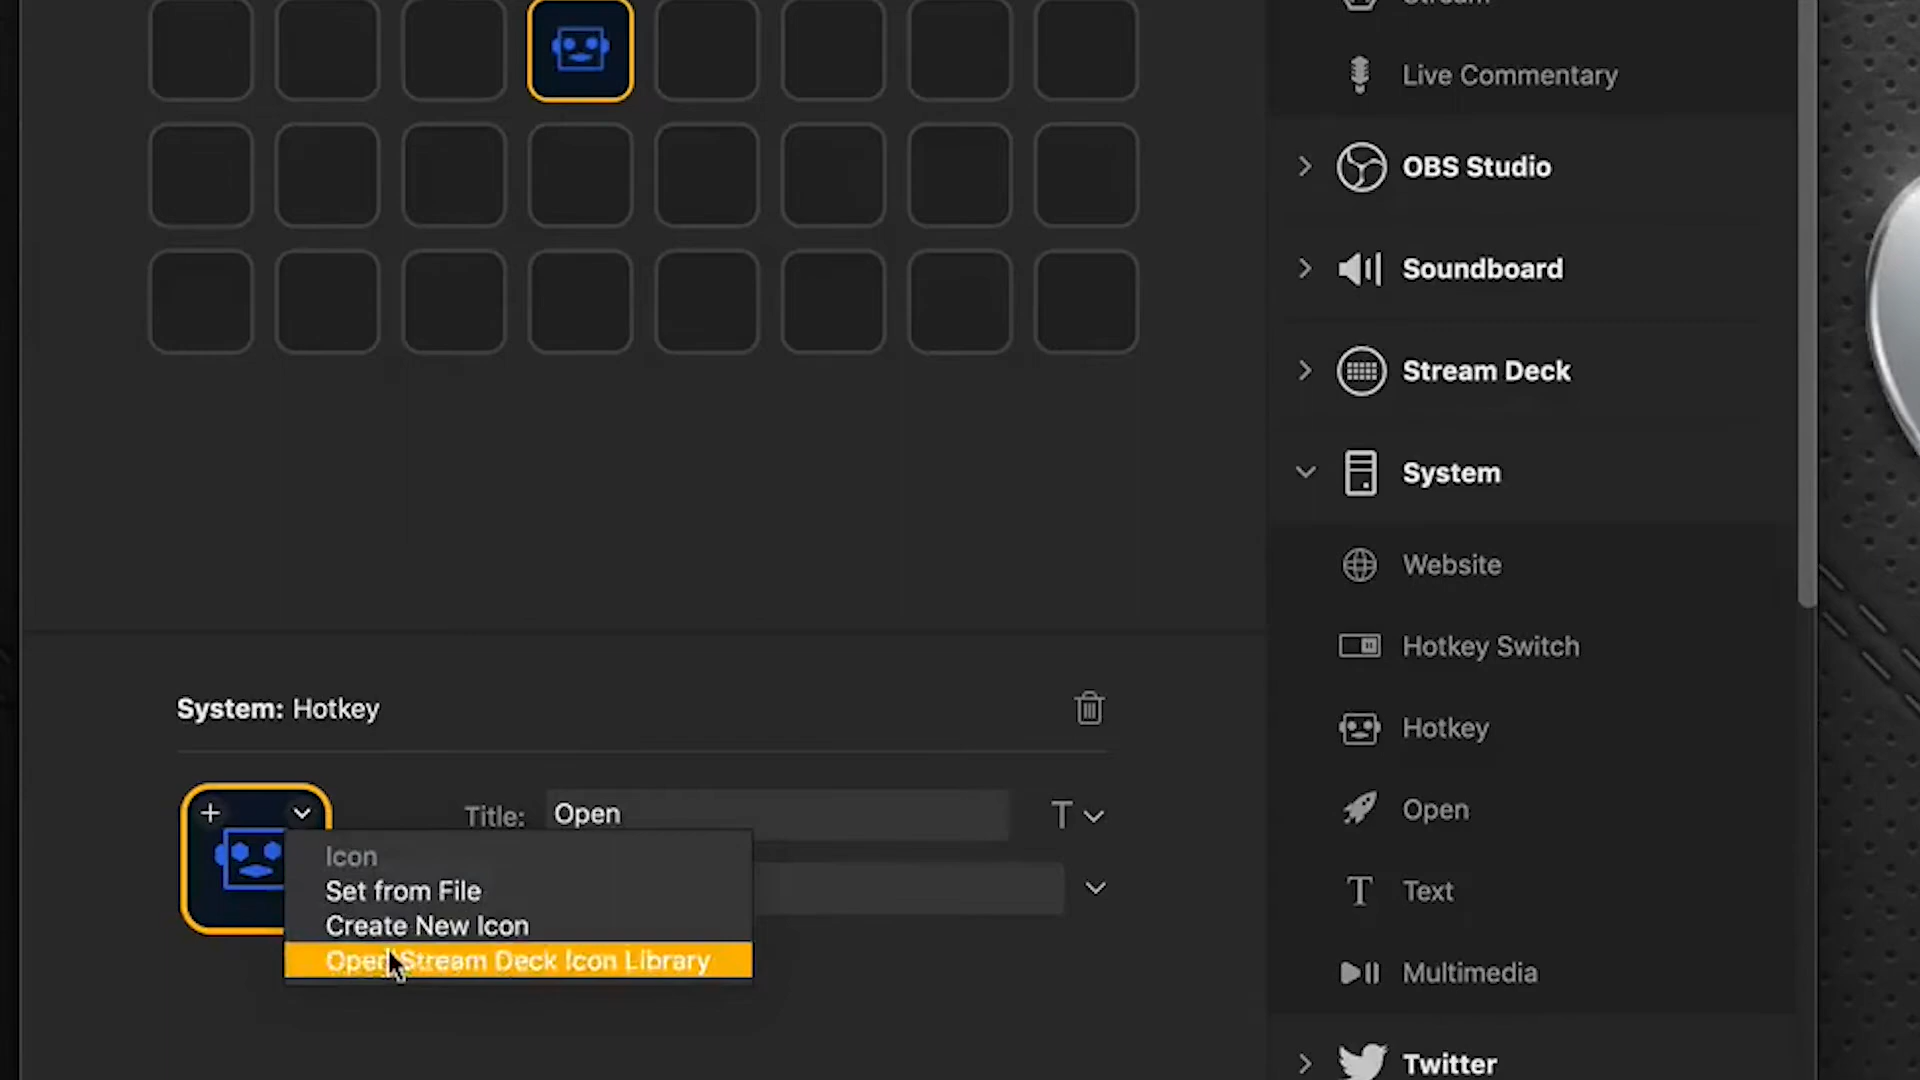 Live Commentary
OBS Studio
Soundboard
Stream Deck
System
Website
Hotkey Switch
Hotkey
Open
Text
Multimedia
Twitter
System: Hotkey
Title: Open
T
Icon
Set from File
Create New Icon
Open Stream Deck Icon Library